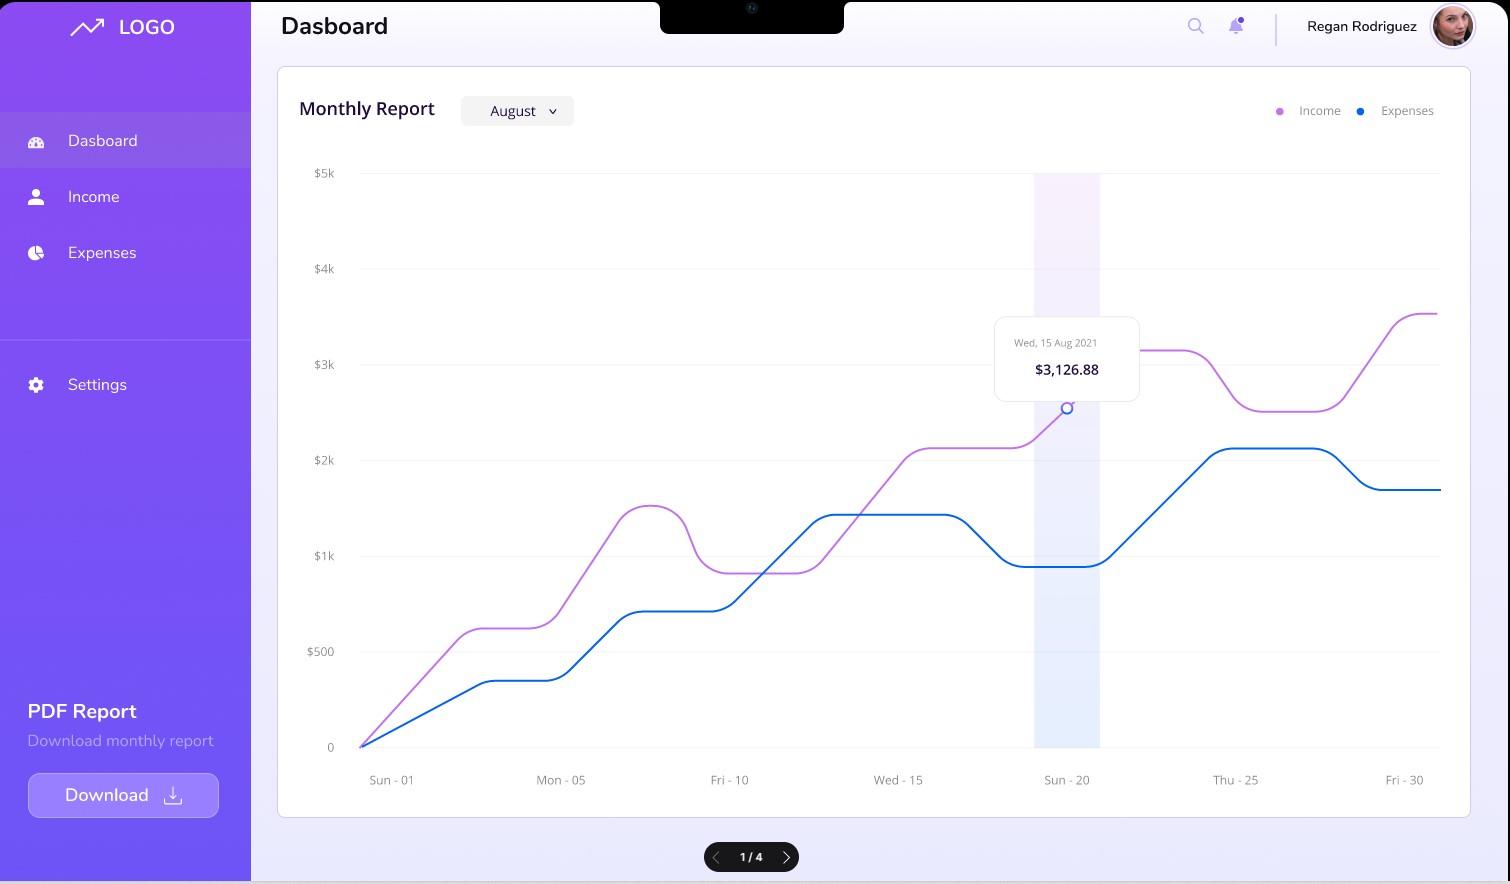 LOGO
Dasboard
Regan Rodriguez
Dasboard
Income
Expenses
Settings
PDF Report
Download monthly report
Download
Monthly Report
August
Income
Expenses
$5k
$4k
$3k
$2k
$1k
$500
0
Wed, 15 Aug 2021
$3,126.88
Sun - 01
Mon - 05
Fri - 10
Wed - 15
Sun - 20
Thu - 25
Fri - 30
1 / 4